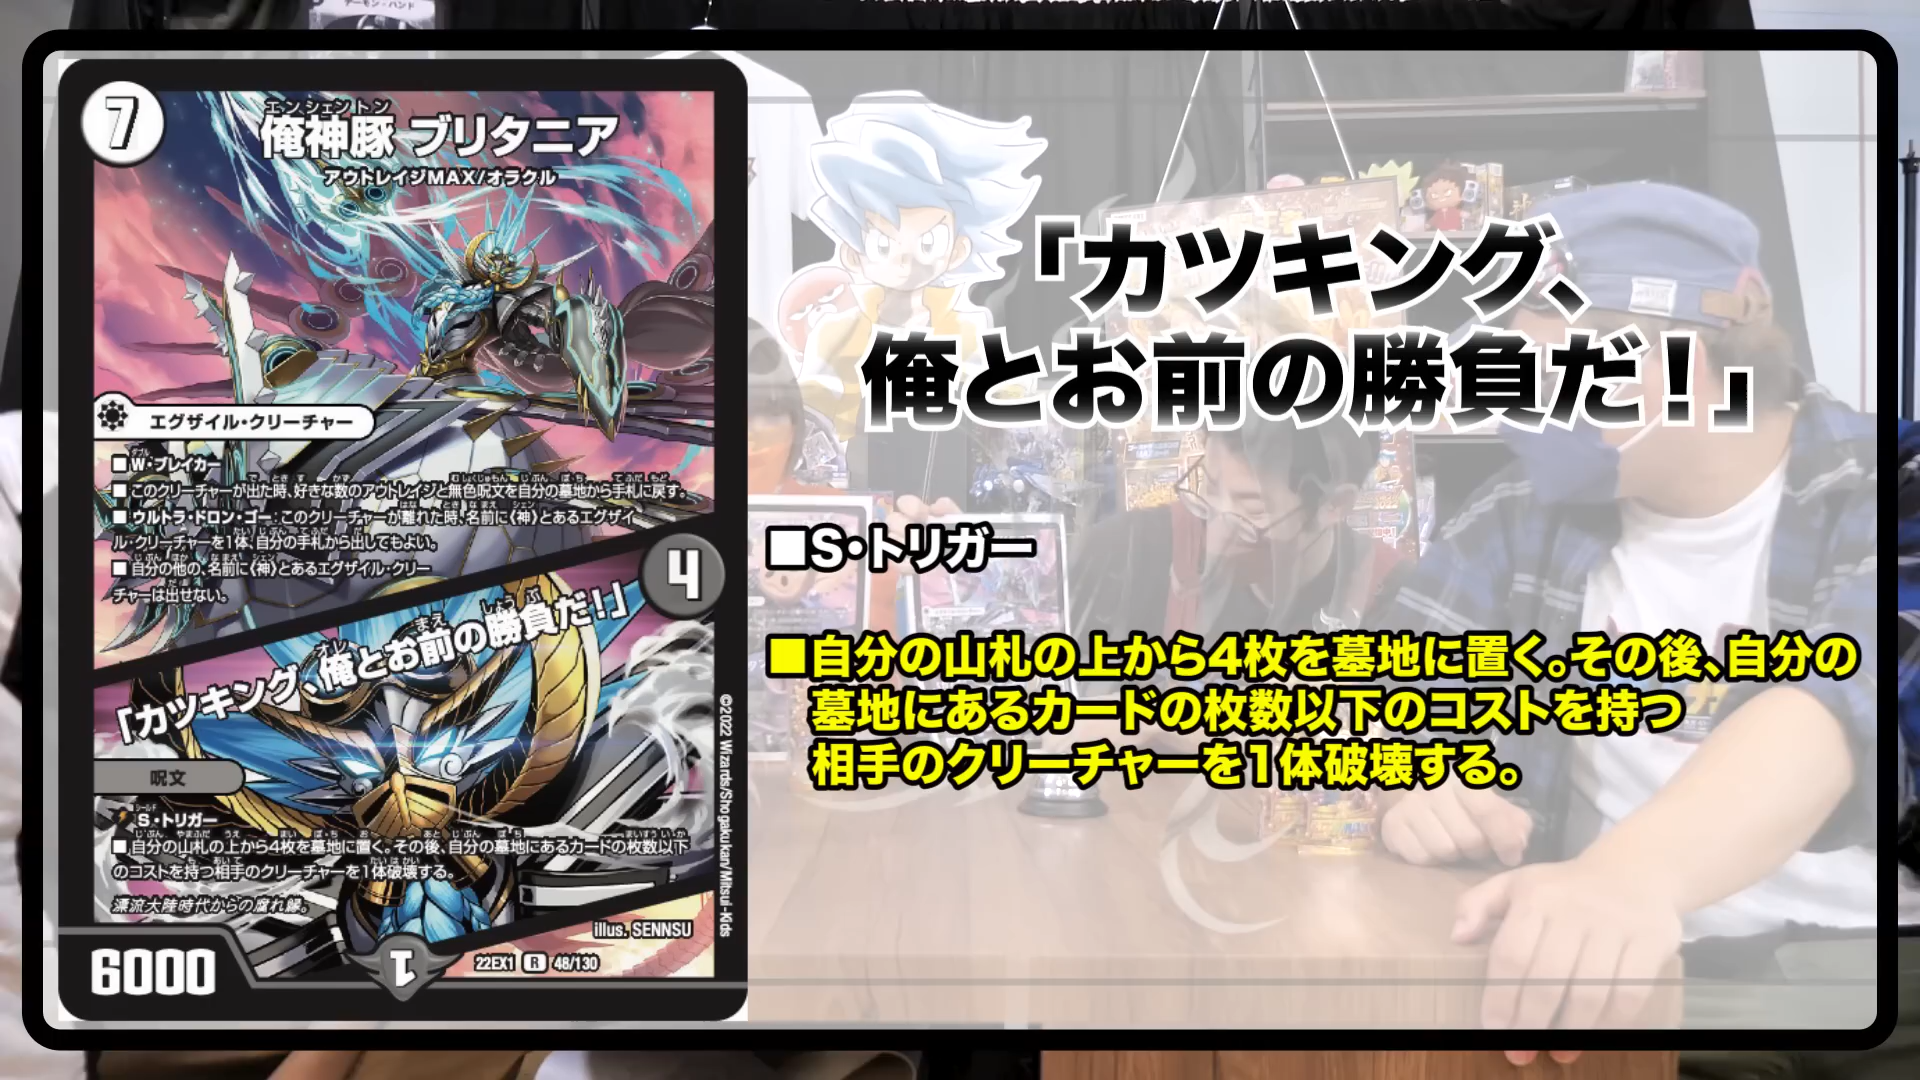 デーモン・ハンド
7
エンシェントン
俺神豚 ブリタニア
アウトレイジMAX/オラクル
エグザイル・クリーチャー
■W・ブレイカー
■このクリーチャーが出た時、好きな数のアウトレイジと無色呪文を自分の墓地から手札に戻す。
■ウルトラ・ドロン・ゴー:このクリーチャーが離れた時、名前に《神》とあるエグザイ
ル・クリーチャーを1体、自分の手札から出してもよい。
■自分の他の、名前に《神》とあるエグザイル・クリー
チャーは出せない。
4
「カツキング、俺とお前の勝負だ!」
呪文
S・トリガー
■自分の山札の上から4枚を墓地に置く。その後、自分の墓地にあるカードの枚数以下
のコストを持つ相手のクリーチャーを1体破壊する。
漂流大陸時代からの腐れ縁。
illus. SENNSU
6000
1
22EX1 R 48/130
©2022 Wizards/Shogakukan/Mitsui-Kids
「カツキング、
俺とお前の勝負だ!」
■S・トリガー
■自分の山札の上から4枚を墓地に置く。その後、自分の
墓地にあるカードの枚数以下のコストを持つ
相手のクリーチャーを1体破壊する。